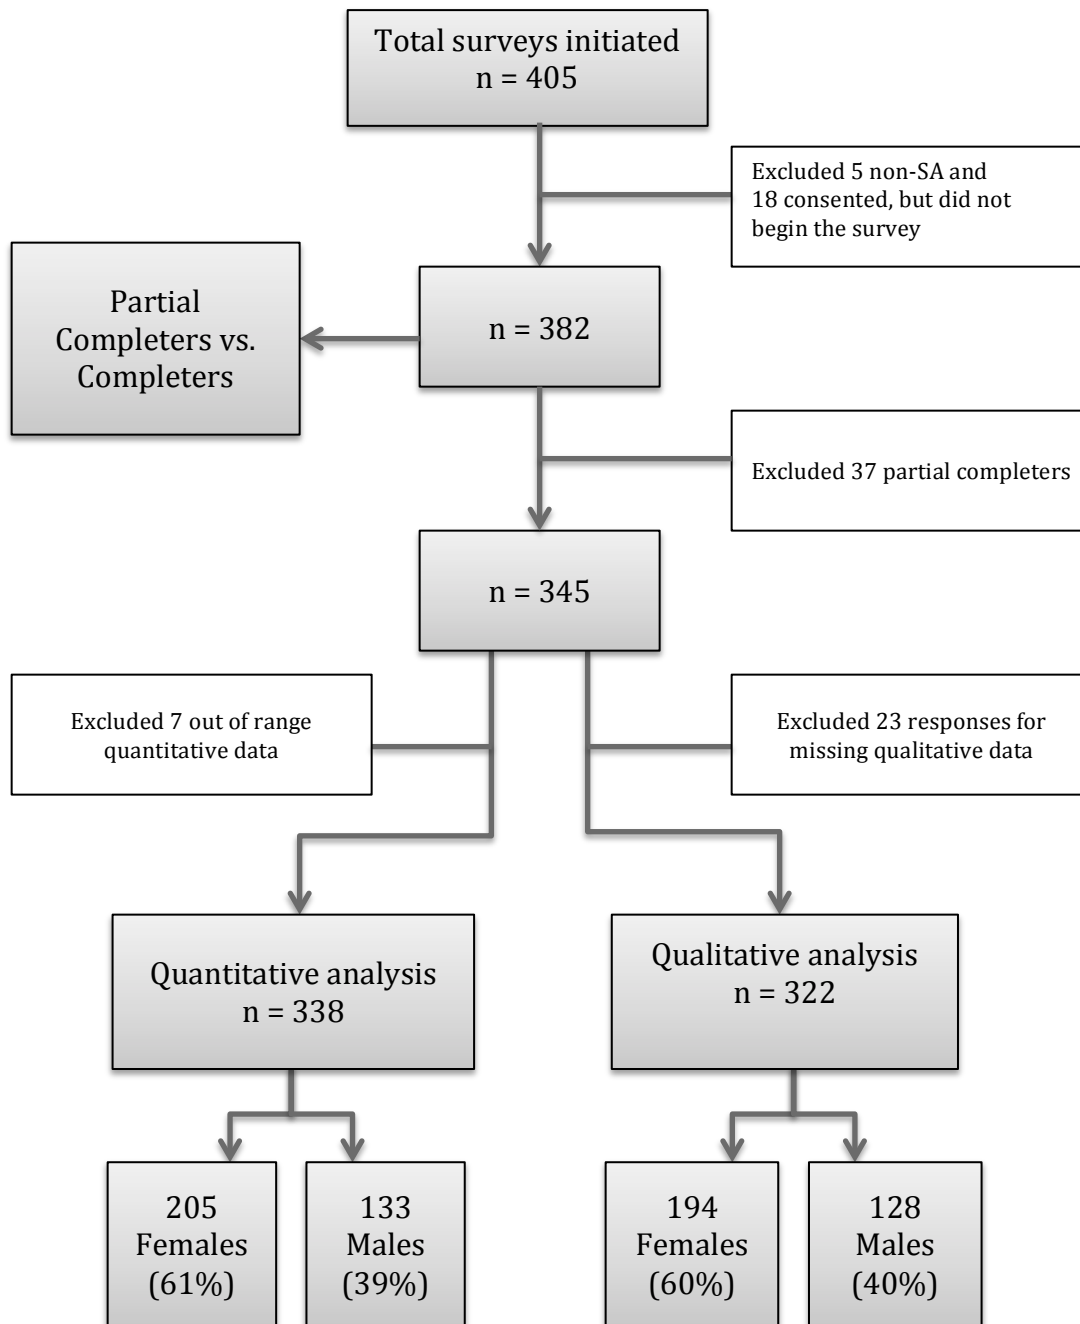 Total surveys initiated
n = 405
Excluded 5 non-SA and
18 consented, but did not
begin the survey
Partial
Completers vs.
Completers
n = 382
Excluded 37 partial completers
n = 345
Excluded 7 out of range
quantitative data
Excluded 23 responses for
missing qualitative data
Quantitative analysis
n = 338
Qualitative analysis
n = 322
205
Females
(61%)
133
Males
(39%)
194
Females
(60%)
128
Males
(40%)